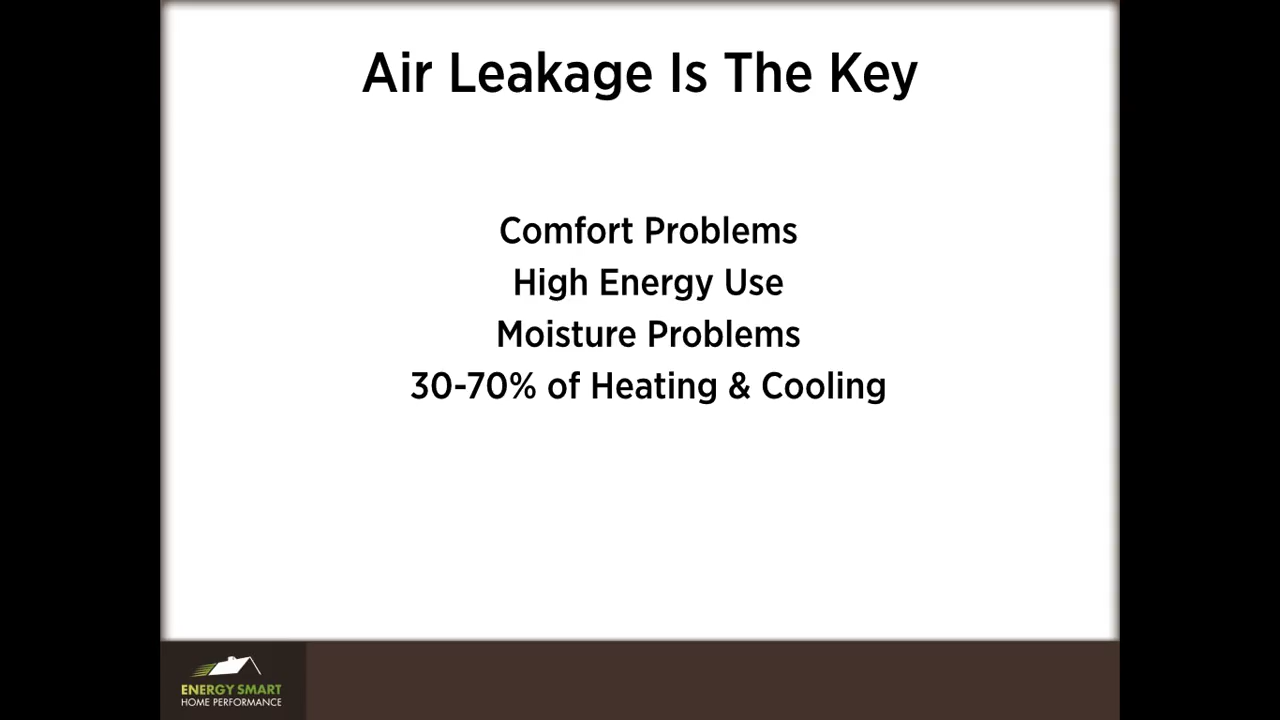 Air Leakage Is The Key
Comfort Problems
High Energy Use
Moisture Problems
30-70% of Heating & Cooling
ENERGY SMART
HOME PERFORMANCE